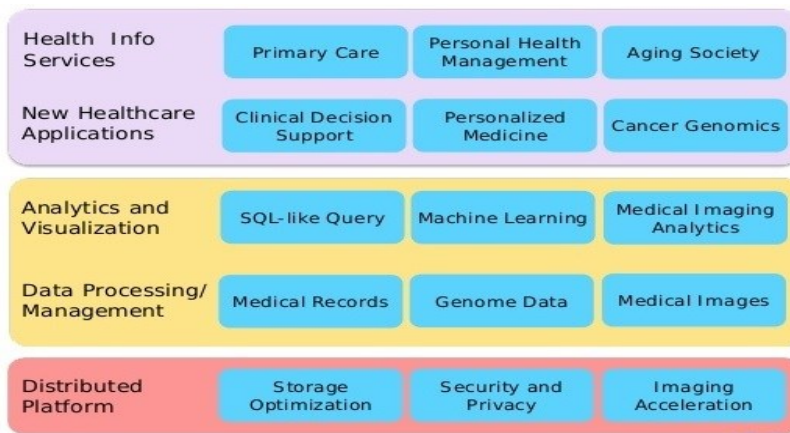 Health Info
Services
Primary Care
Personal Health
Management
Aging Society
New Healthcare
Applications
Clinical Decision
Support
Personalized
Medicine
Cancer Genomics
Analytics and
Visualization
SQL-like Query
Machine Learning
Medical Imaging
Analytics
Data Processing/
Management
Medical Records
Genome Data
Medical Images
Distributed
Platform
Storage
Optimization
Security and
Privacy
Imaging
Acceleration